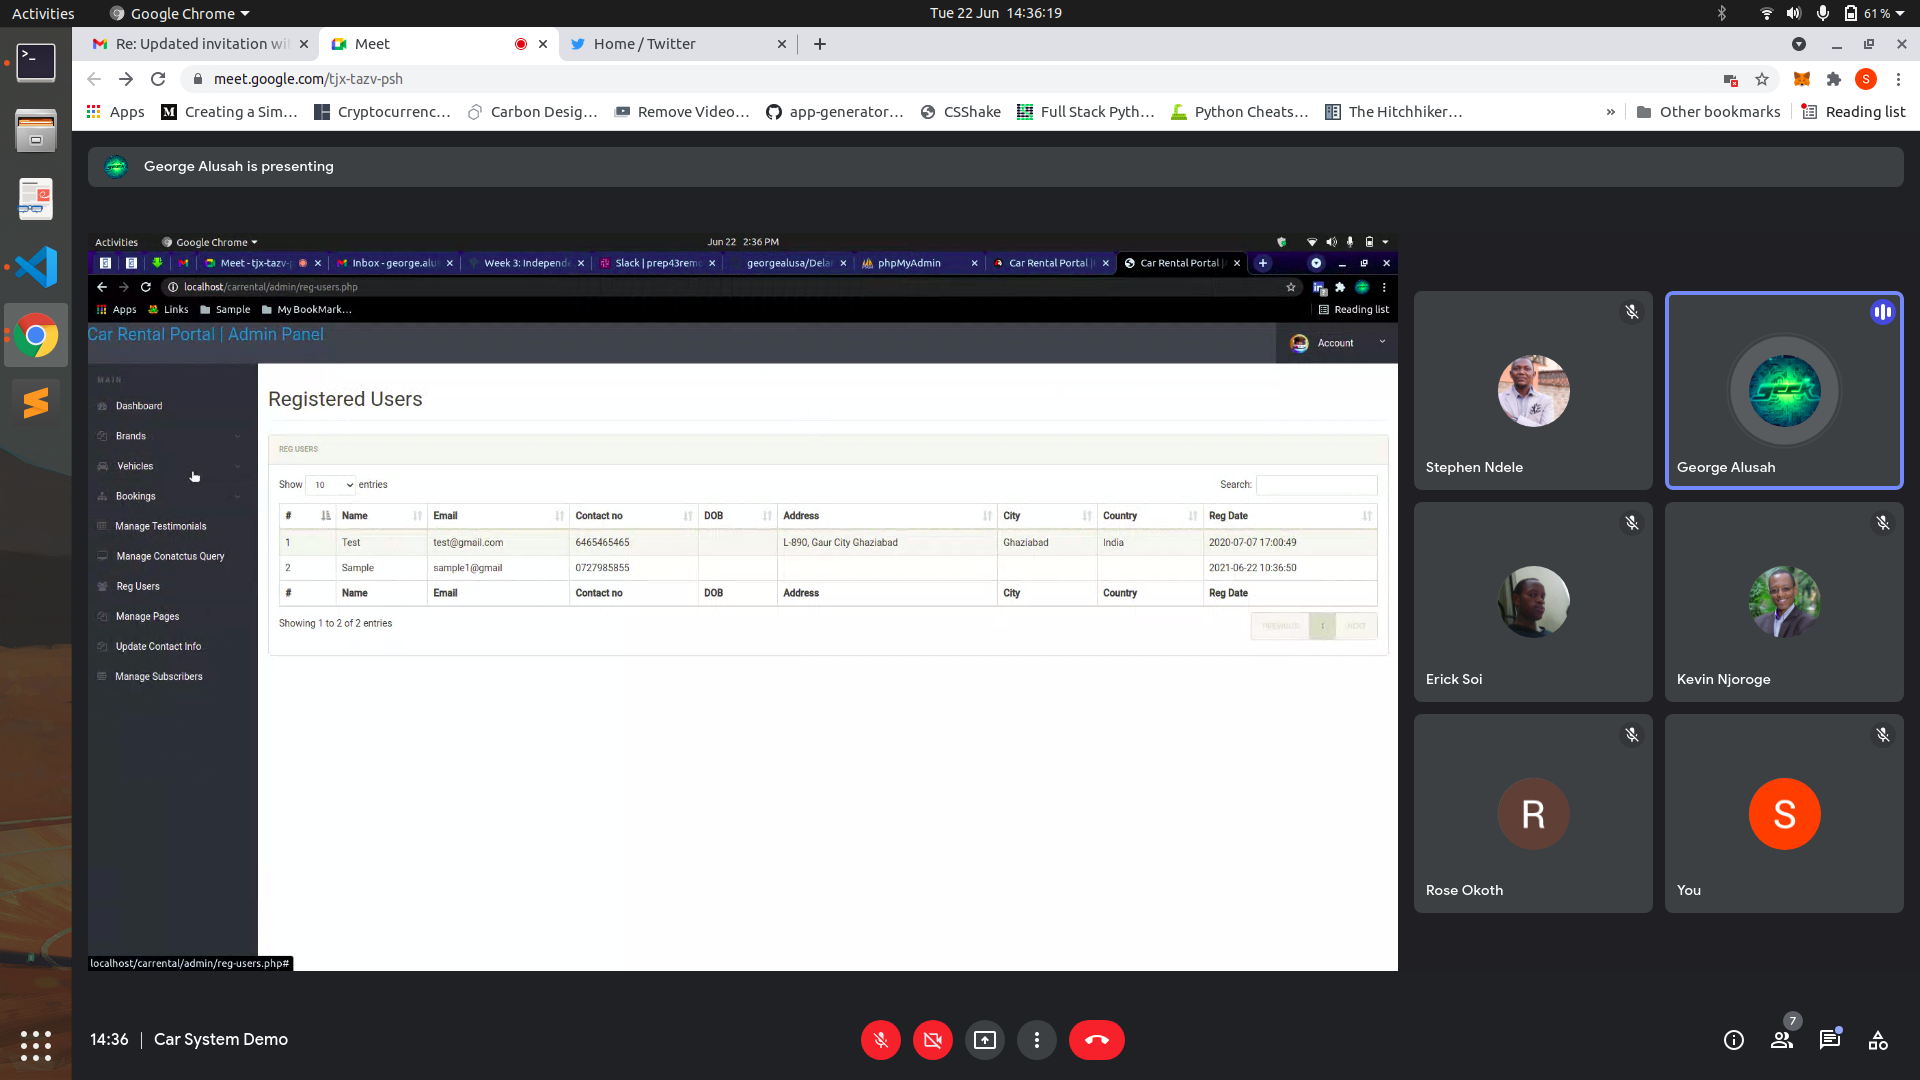 Activities
Google Chrome
Tue 22 Jun 14:36:19
61 %
Re: Updated invitation wi
Meet
Home / Twitter
meet.google.com/tjx-tazv-psh
S
Apps
Creating a Sim…
Cryptocurrenc…
Carbon Desig…
Remove Video…
app-generator…
CSShake
Full Stack Pyth…
Python Cheats…
The Hitchhiker…
»
Other bookmarks
Reading list
George Alusah is presenting
Activities
Google Chrome
Jun 22 2:36 PM
Meet - tjx-tazv-p
Inbox - george.alus
Week 3: Independe
Slack | prep43remo
georgealusa/Delan
phpMyAdmin
Car Rental Portal |
Car Rental Portal |
localhost/carrental/admin/reg-users.php
Apps
Links
Sample
My BookMark…
Reading list
Car Rental Portal | Admin Panel
Account
MAIN
Dashboard
Brands
Vehicles
Bookings
Manage Testimonials
Manage Conatctus Query
Reg Users
Manage Pages
Update Contact Info
Manage Subscribers
Registered Users
REG USERS
Show 10 entries
Search:
# Name Email Contact no DOB Address City Country Reg Date
1 Test test@gmail.com 6465465465 L-890, Gaur City Ghaziabad Ghaziabad India 2020-07-07 17:00:49
2 Sample sample1@gmail 0727985855 2021-06-22 10:36:50
# Name Email Contact no DOB Address City Country Reg Date
Showing 1 to 2 of 2 entries
PREVIOUS 1 NEXT
localhost/carrental/admin/reg-users.php#
Stephen Ndele
geek
George Alusah
Erick Soi
Kevin Njoroge
R
Rose Okoth
S
You
14:36 | Car System Demo
7